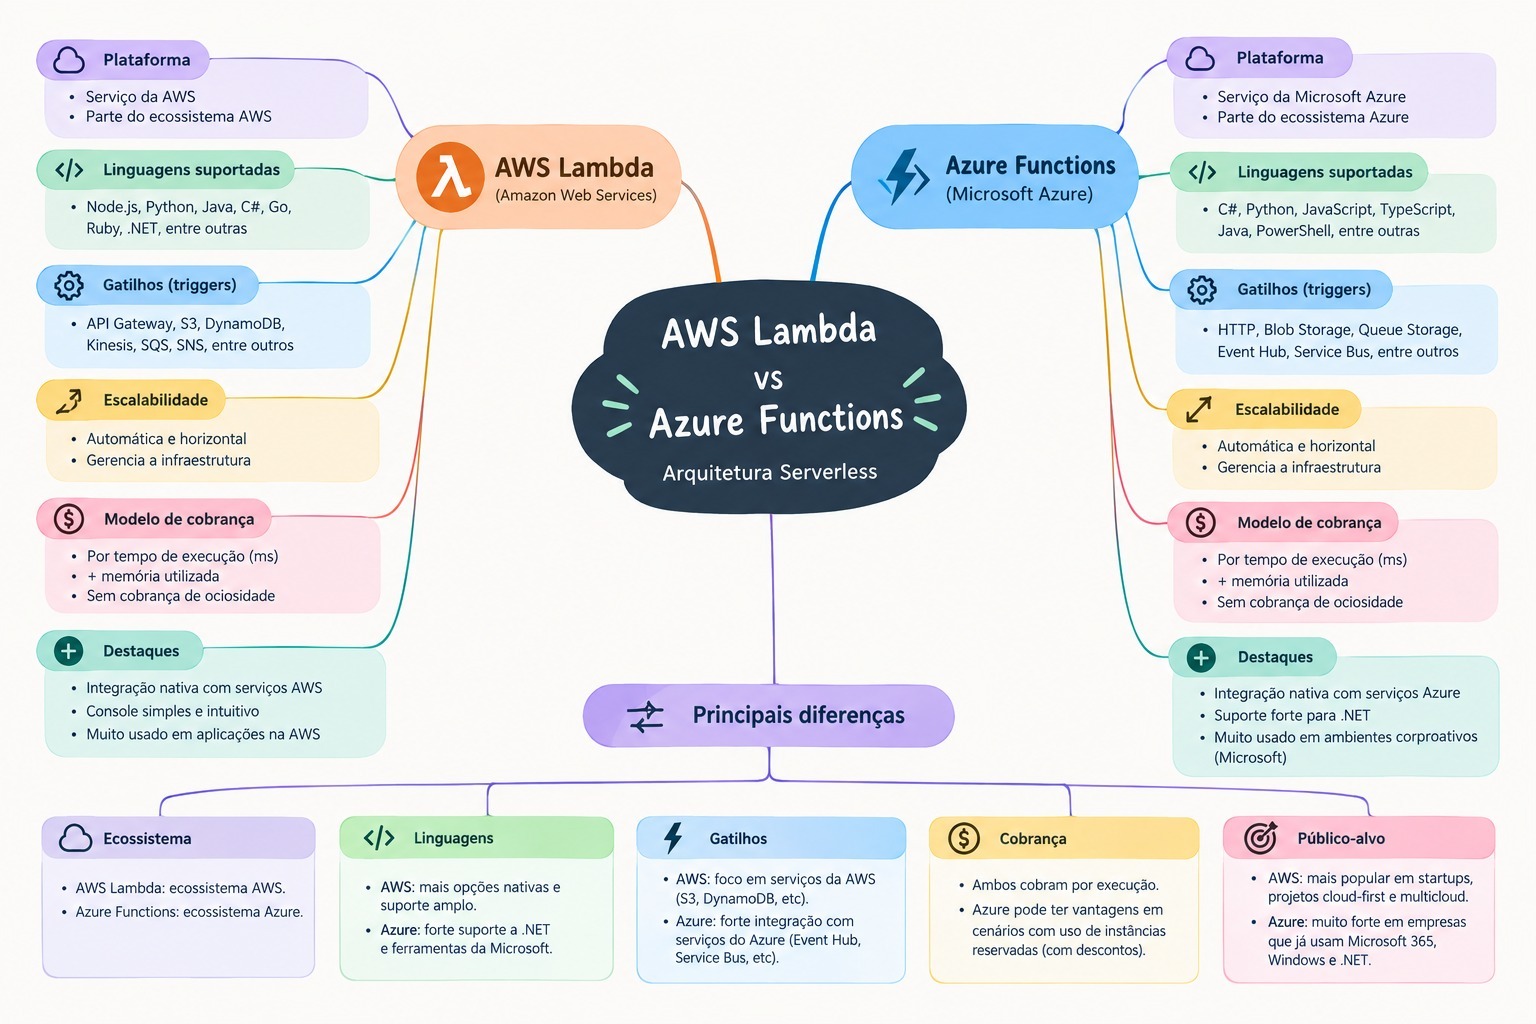 AWS Lambda
vs
Azure Functions
Arquitetura Serverless
AWS Lambda
(Amazon Web Services)
Plataforma
• Serviço da AWS
• Parte do ecossistema AWS
Linguagens suportadas
• Node.js, Python, Java, C#, Go,
Ruby, .NET, entre outras
Gatilhos (triggers)
• API Gateway, S3, DynamoDB,
Kinesis, SQS, SNS, entre outros
Escalabilidade
• Automática e horizontal
• Gerencia a infraestrutura
Modelo de cobrança
• Por tempo de execução (ms)
• + memória utilizada
• Sem cobrança de ociosidade
Destaques
• Integração nativa com serviços AWS
• Console simples e intuitivo
• Muito usado em aplicações na AWS
Azure Functions
(Microsoft Azure)
Plataforma
• Serviço da Microsoft Azure
• Parte do ecossistema Azure
Linguagens suportadas
• C#, Python, JavaScript, TypeScript,
Java, PowerShell, entre outras
Gatilhos (triggers)
• HTTP, Blob Storage, Queue Storage,
Event Hub, Service Bus, entre outros
Escalabilidade
• Automática e horizontal
• Gerencia a infraestrutura
Modelo de cobrança
• Por tempo de execução (ms)
• + memória utilizada
• Sem cobrança de ociosidade
Destaques
• Integração nativa com serviços Azure
• Suporte forte para .NET
• Muito usado em ambientes corproativos
(Microsoft)
Principais diferenças
Ecossistema
• AWS Lambda: ecossistema AWS.
• Azure Functions: ecossistema Azure.
Linguagens
• AWS: mais opções nativas e
suporte amplo.
• Azure: forte suporte a .NET
e ferramentas da Microsoft.
Gatilhos
• AWS: foco em serviços da AWS
(S3, DynamoDB, etc).
• Azure: forte integração com
serviços do Azure (Event Hub,
Service Bus, etc).
Cobrança
• Ambos cobram por execução.
• Azure pode ter vantagens em
cenários com uso de instâncias
reservadas (com descontos).
Público-alvo
• AWS: mais popular em startups,
projetos cloud-first e multicloud.
• Azure: muito forte em empresas
que já usam Microsoft 365,
Windows e .NET.